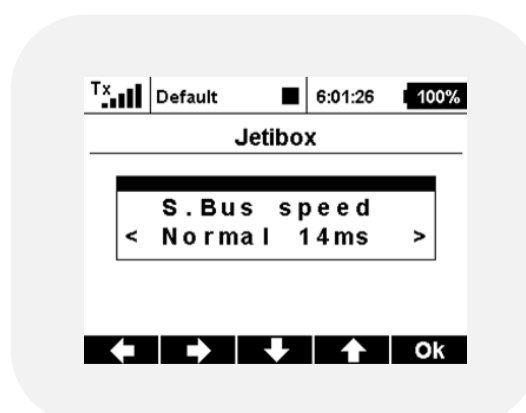 Tx Default 6:01:26 100%
Jetibox
S.Bus speed
< Normal 14ms >
Ok